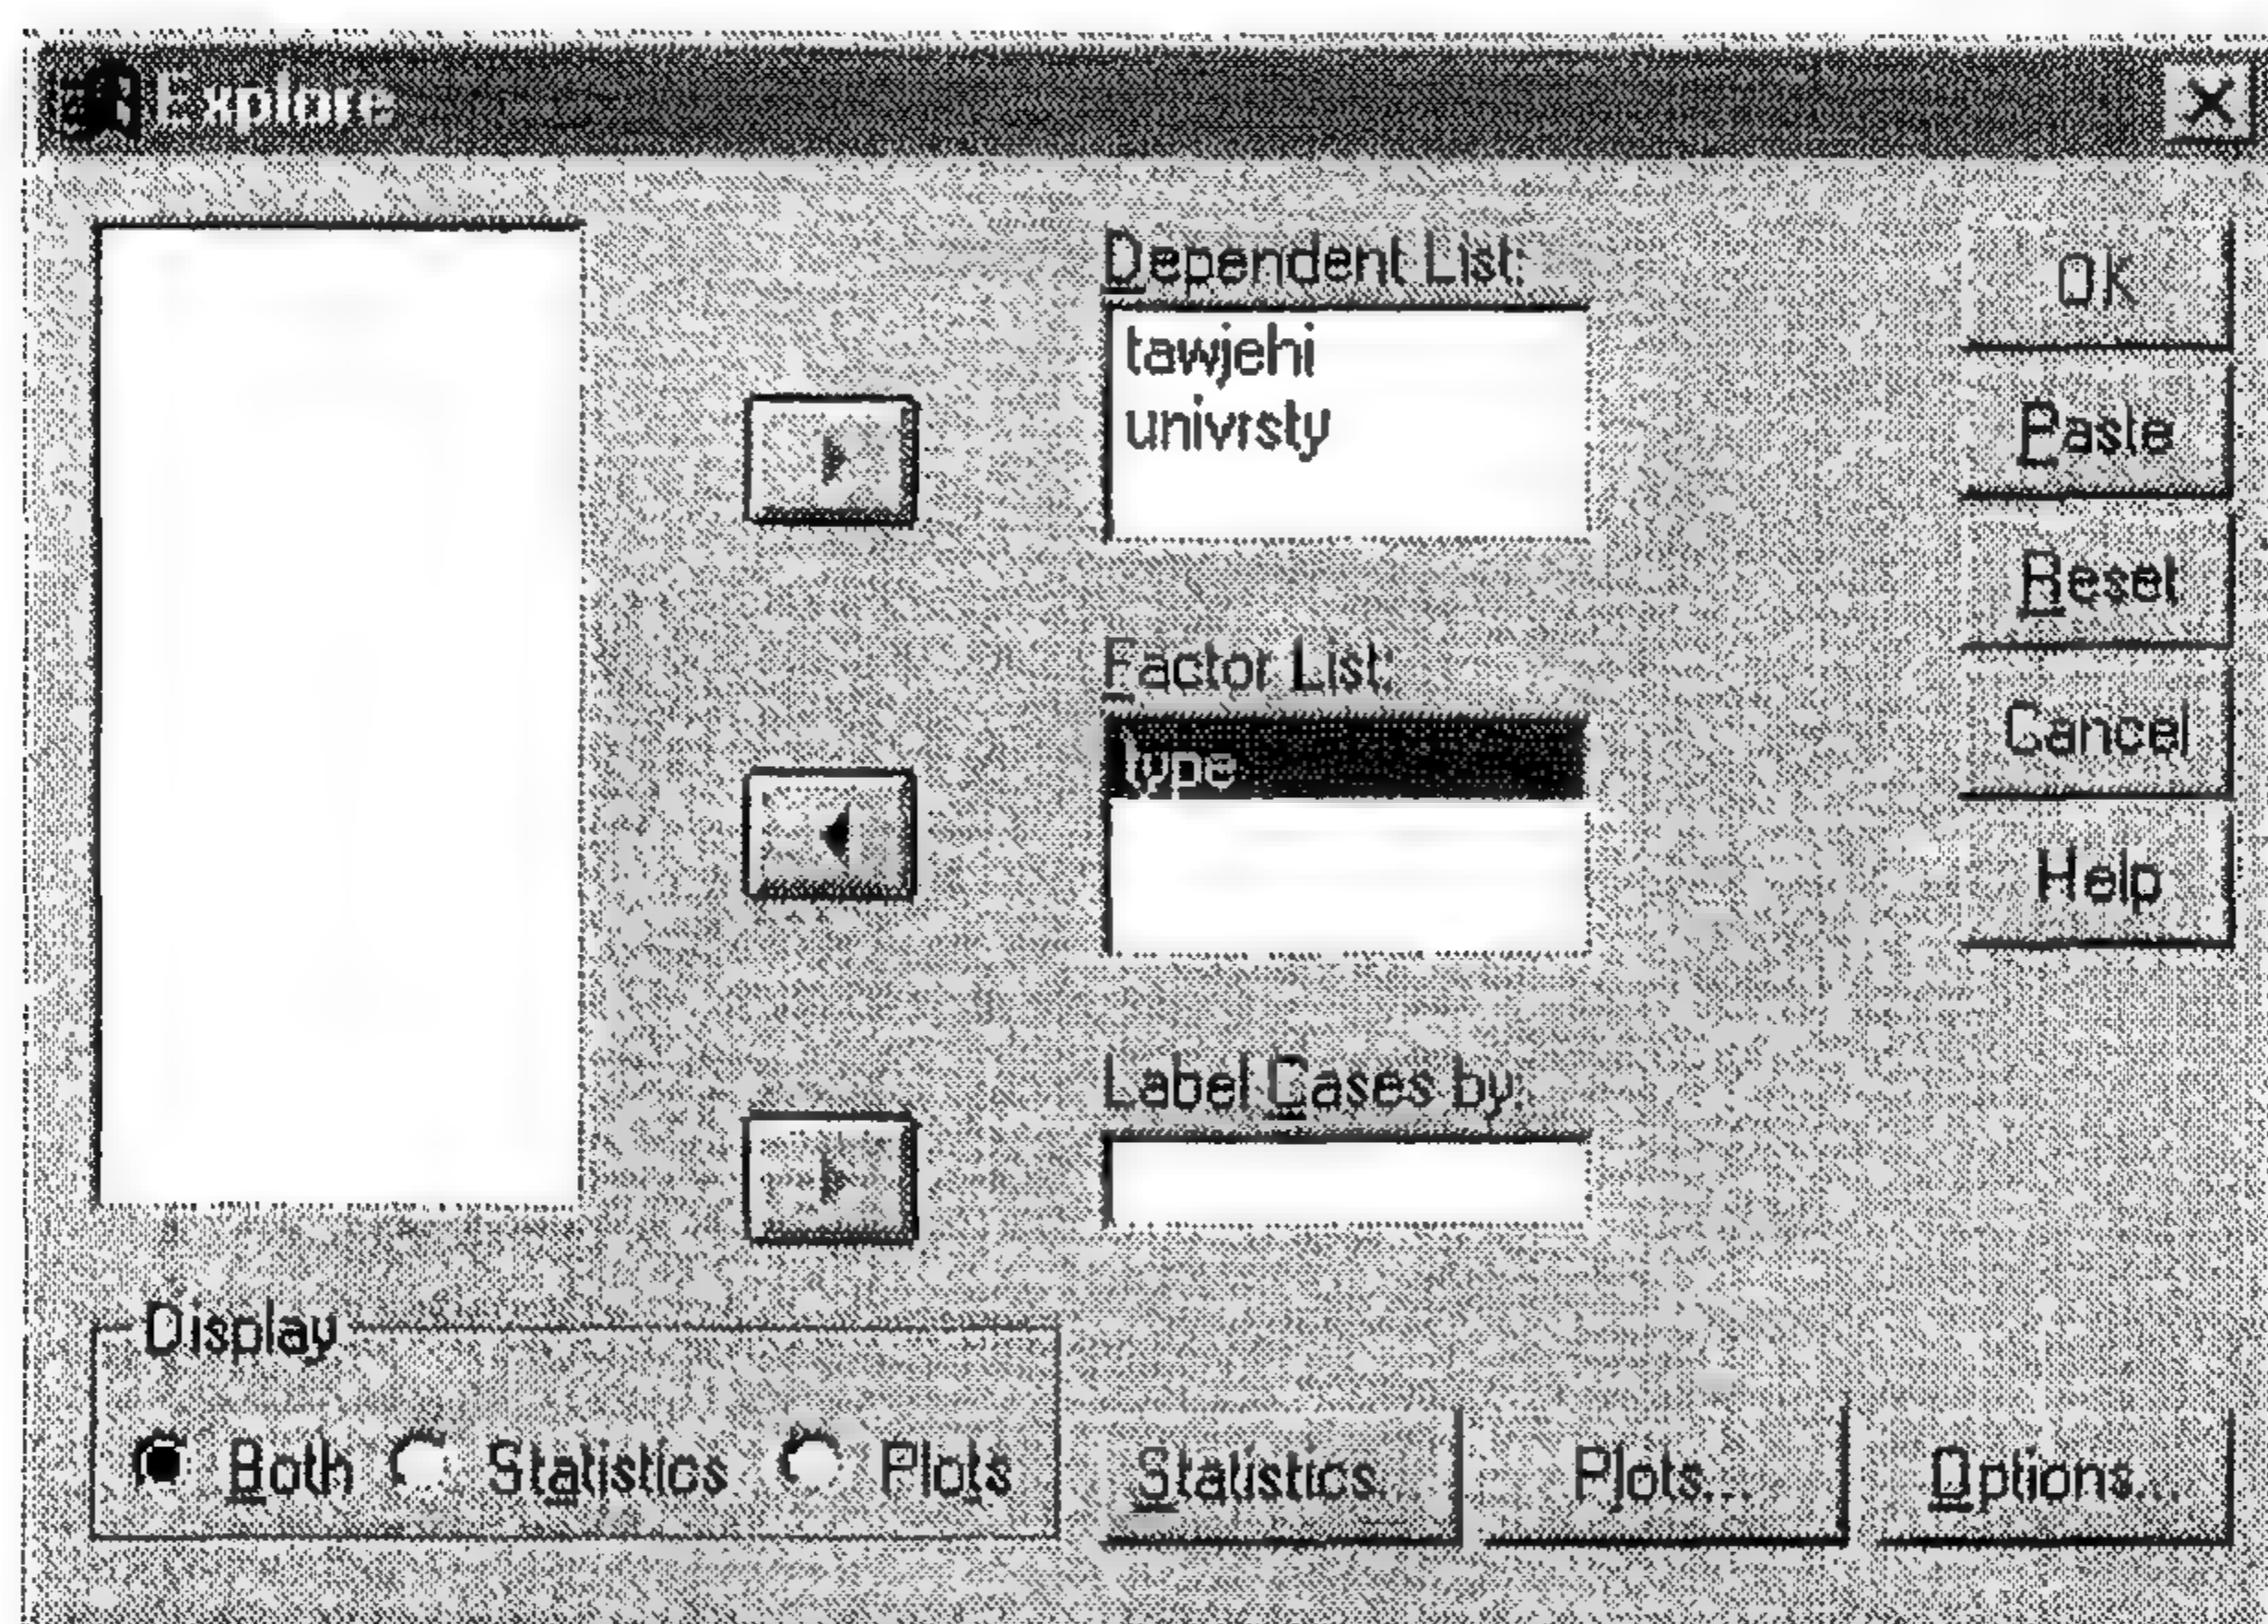 Explore
Dependent List:
tawjehi
univrsty
Factor List:
type
Label Cases by:
OK
Paste
Reset
Cancel
Help
Display
Both Statistics Plots
Statistics... Plots... Options...